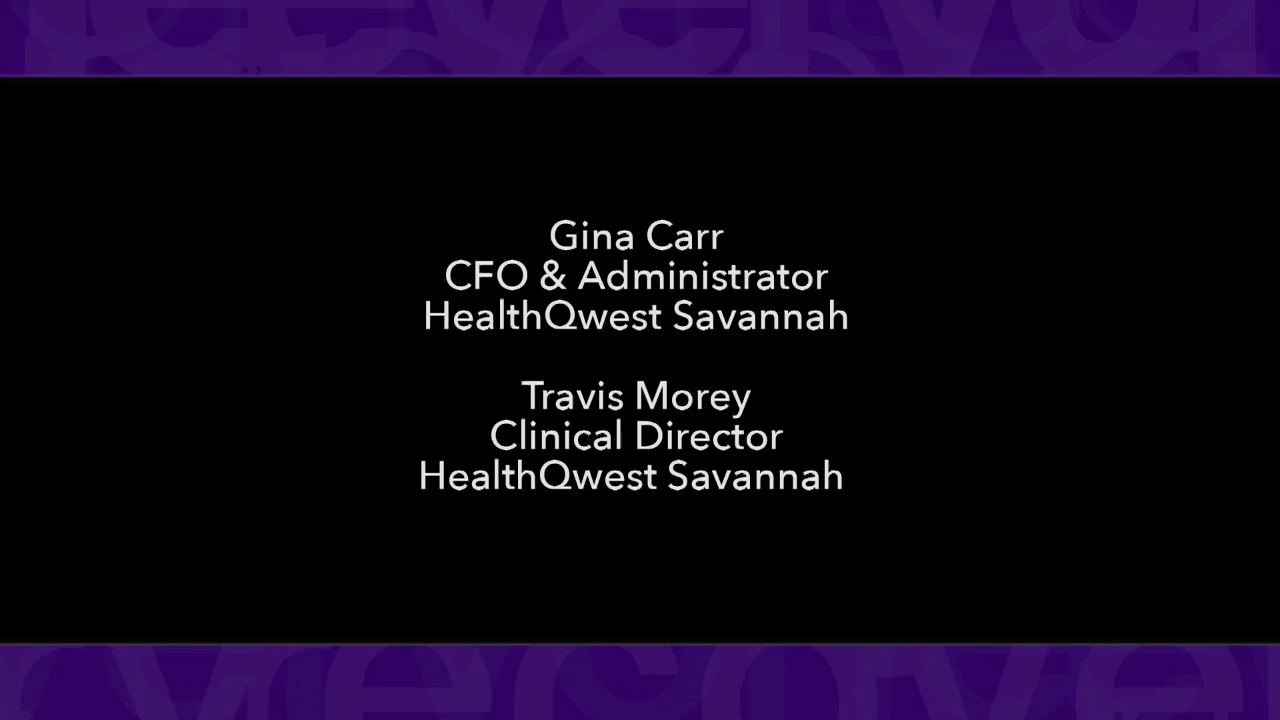 Gina Carr
CFO & Administrator
HealthQwest Savannah
Travis Morey
Clinical Director
HealthQwest Savannah